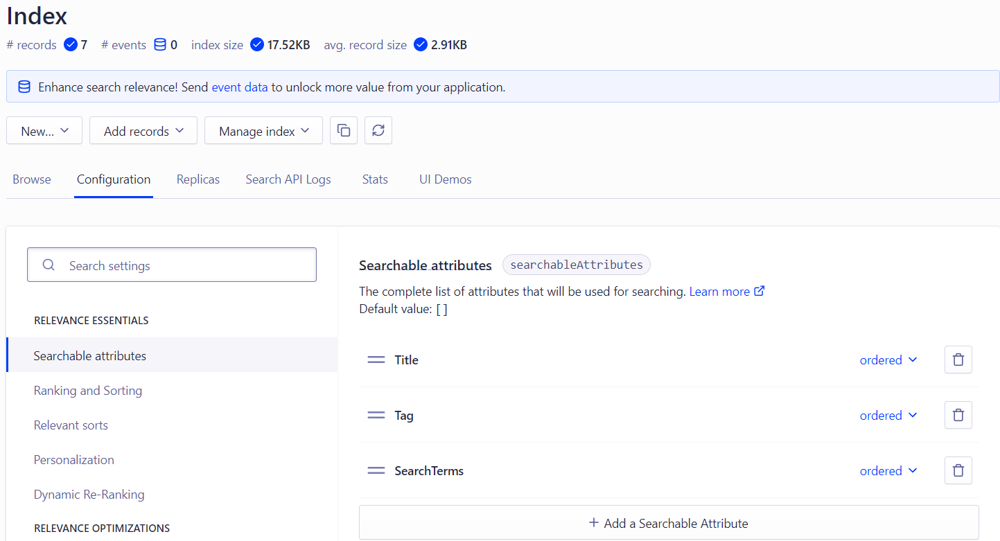 Index
# records 7 # events 0 index size 17.52KB avg. record size 2.91KB
Enhance search relevance! Send event data to unlock more value from your application.
New... Add records Manage index
Browse Configuration Replicas Search API Logs Stats UI Demos
Search settings
RELEVANCE ESSENTIALS
Searchable attributes
Ranking and Sorting
Relevant sorts
Personalization
Dynamic Re-Ranking
RELEVANCE OPTIMIZATIONS
Searchable attributes searchableAttributes
The complete list of attributes that will be used for searching. Learn more
Default value: [ ]
Title ordered
Tag ordered
SearchTerms ordered
+ Add a Searchable Attribute